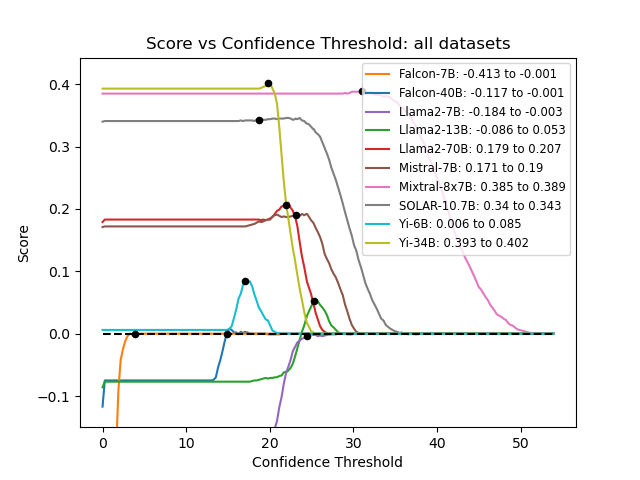 Score vs Confidence Threshold: all datasets
Falcon-7B: -0.413 to -0.001
Falcon-40B: -0.117 to -0.001
Llama2-7B: -0.184 to -0.003
Llama2-13B: -0.086 to 0.053
Llama2-70B: 0.179 to 0.207
Mistral-7B: 0.171 to 0.19
Mixtral-8x7B: 0.385 to 0.389
SOLAR-10.7B: 0.34 to 0.343
Yi-6B: 0.006 to 0.085
Yi-34B: 0.393 to 0.402
Score
0.4
0.3
0.2
0.1
0.0
−0.1
0 10 20 30 40 50
Confidence Threshold